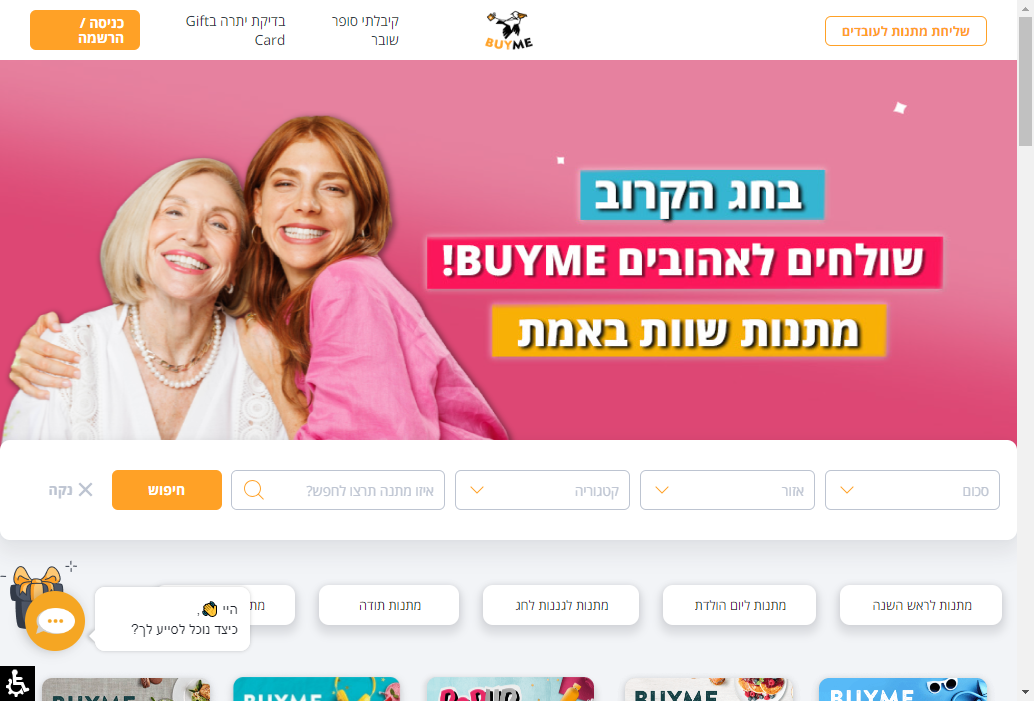 שליחת מתנות לעובדים
BUYME
קיבלתי סופר
שובר
בדיקת יתרה בGift
Card
כניסה /
הרשמה
בחג הקרוב
שולחים לאהובים BUYME!
מתנות שוות באמת
סכום
אזור
קטגוריה
איזו מתנה תרצו לחפש?
חיפוש
נקה
מתנות לראש השנה
מתנות ליום הולדת
מתנות לגננות לחג
מתנות תודה
היי 👏,
כיצד נוכל לסייע לך?
BUYME
BUYME
BUYME
BUYME